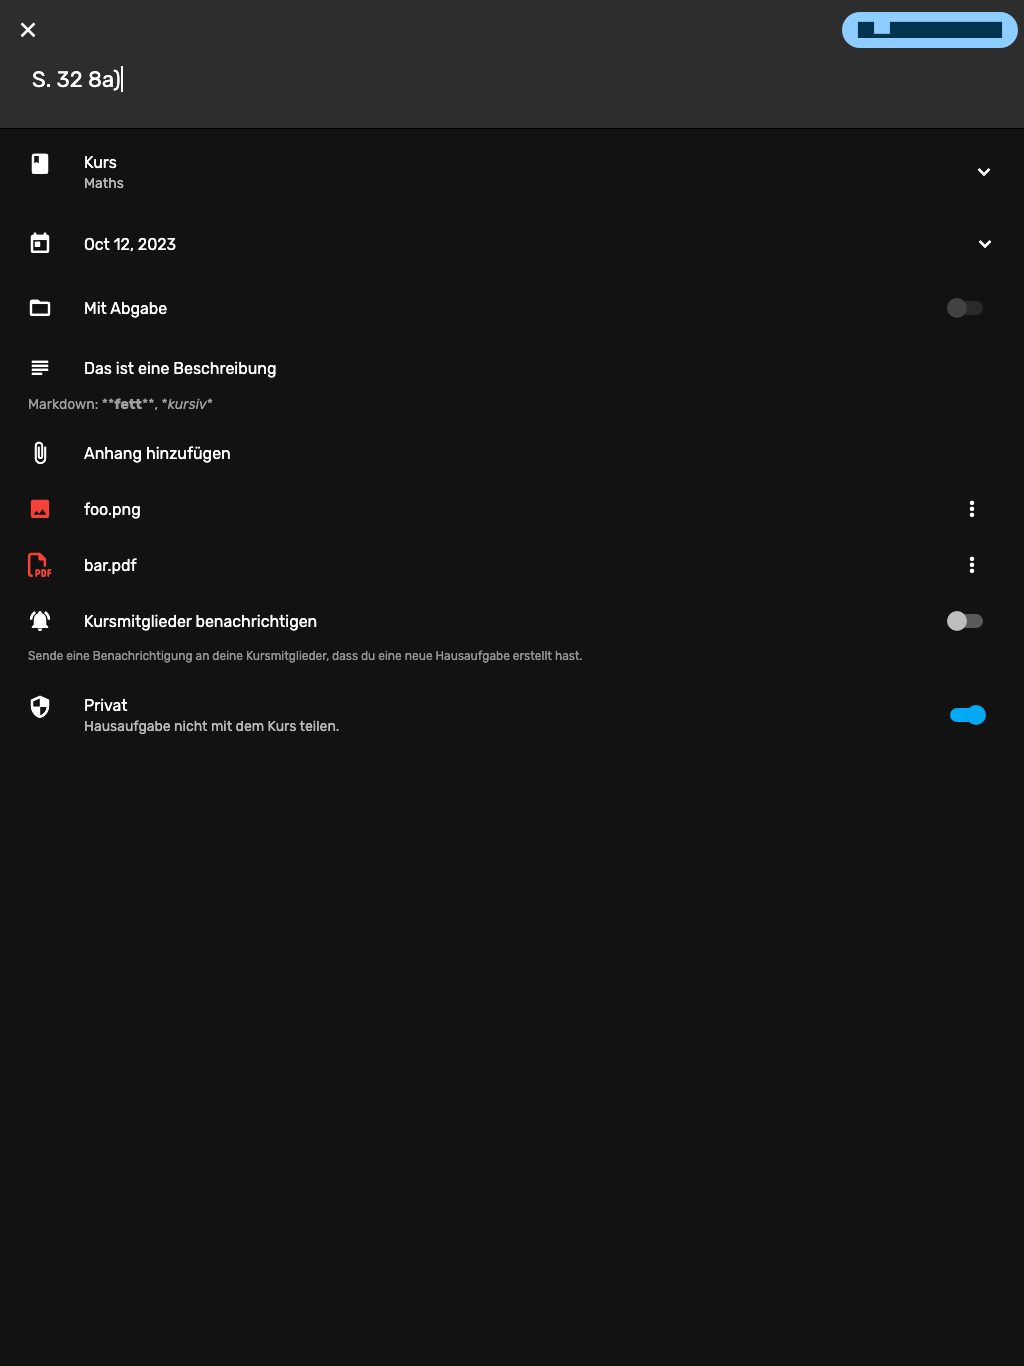 S. 32 8a)
Kurs
Maths
Oct 12, 2023
Mit Abgabe
Das ist eine Beschreibung
Markdown: **fett**, *kursiv*
Anhang hinzufügen
foo.png
PDF
bar.pdf
Kursmitglieder benachrichtigen
Sende eine Benachrichtigung an deine Kursmitglieder, dass du eine neue Hausaufgabe erstellt hast.
Privat
Hausaufgabe nicht mit dem Kurs teilen.